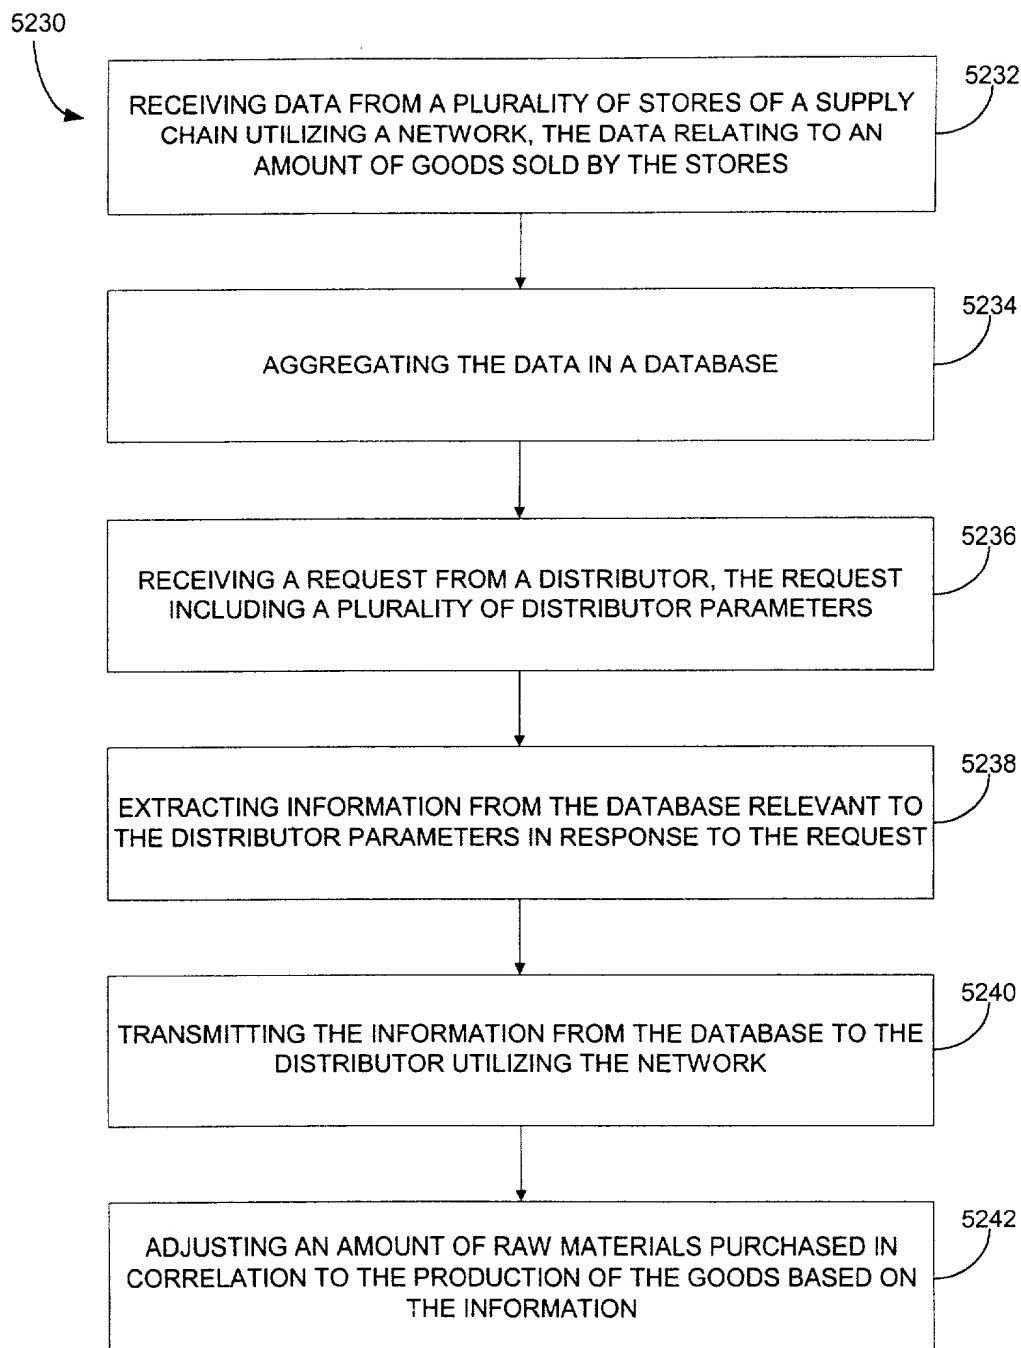 5230
5232
RECEIVING DATA FROM A PLURALITY OF STORES OF A SUPPLY
CHAIN UTILIZING A NETWORK, THE DATA RELATING TO AN
AMOUNT OF GOODS SOLD BY THE STORES
5234
AGGREGATING THE DATA IN A DATABASE
5236
RECEIVING A REQUEST FROM A DISTRIBUTOR, THE REQUEST
INCLUDING A PLURALITY OF DISTRIBUTOR PARAMETERS
5238
EXTRACTING INFORMATION FROM THE DATABASE RELEVANT TO
THE DISTRIBUTOR PARAMETERS IN RESPONSE TO THE REQUEST
5240
TRANSMITTING THE INFORMATION FROM THE DATABASE TO THE
DISTRIBUTOR UTILIZING THE NETWORK
5242
ADJUSTING AN AMOUNT OF RAW MATERIALS PURCHASED IN
CORRELATION TO THE PRODUCTION OF THE GOODS BASED ON
THE INFORMATION